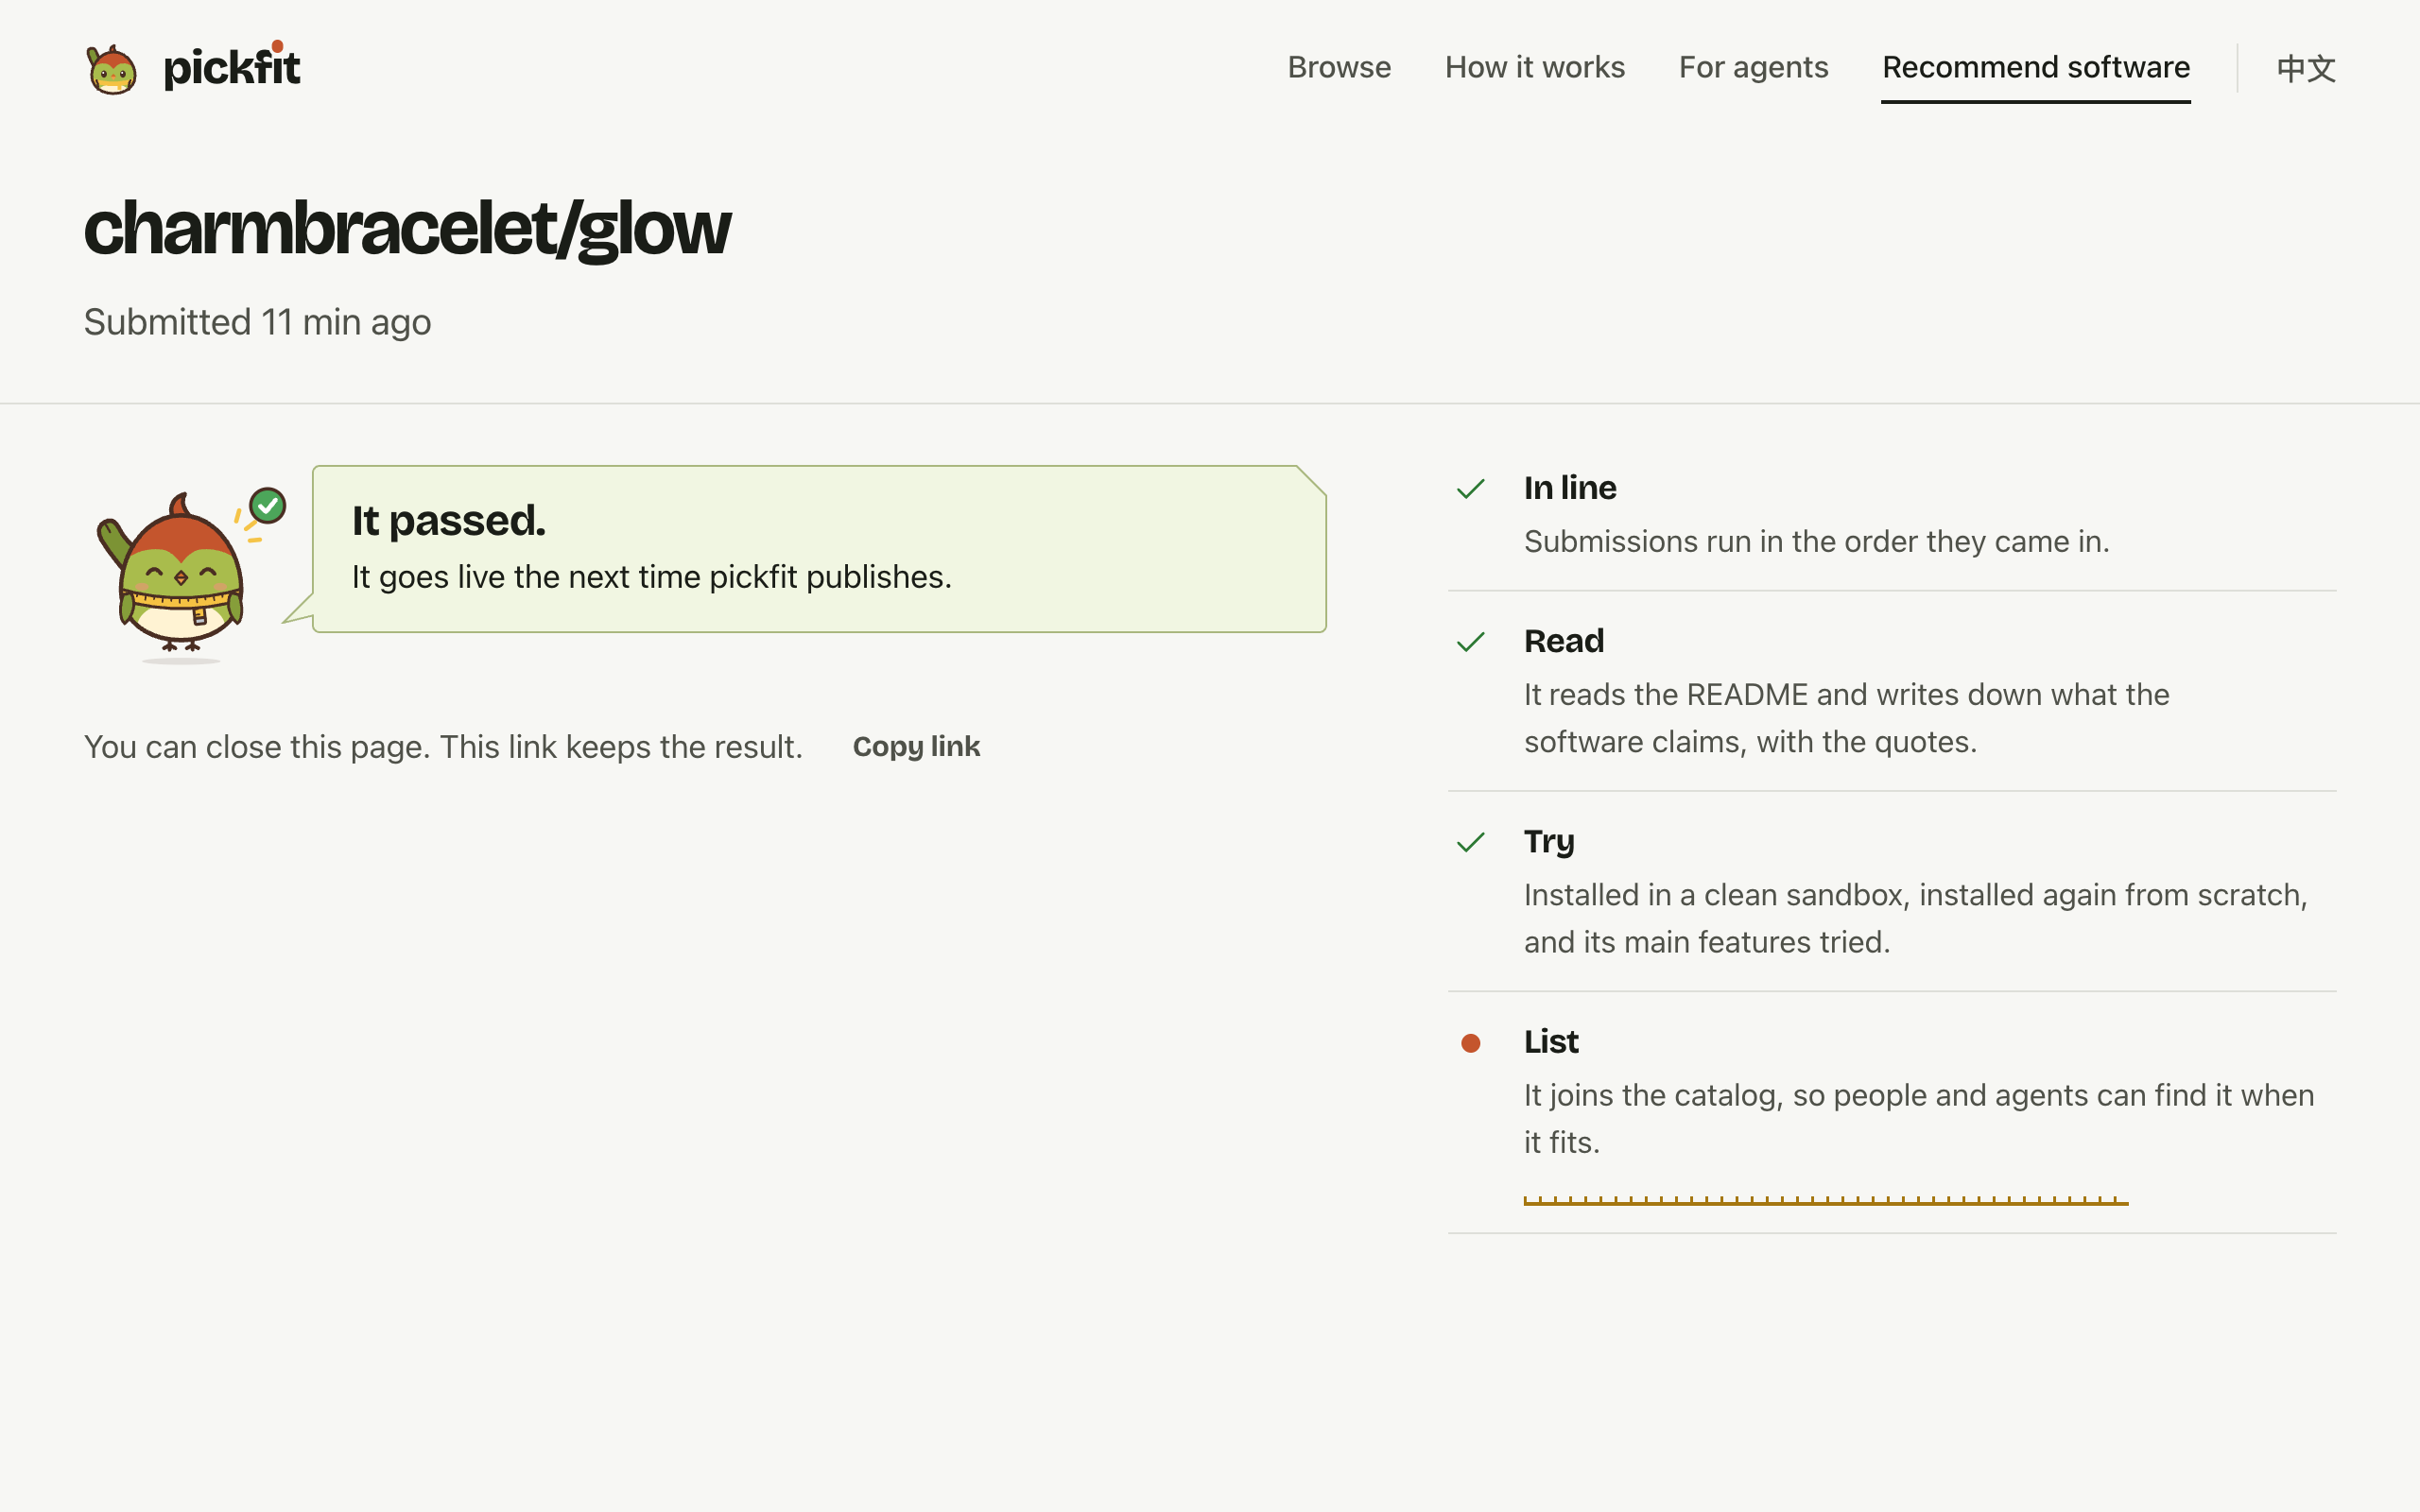 pickfit
Browse
How it works
For agents
Recommend software
中文
charmbracelet/glow
Submitted 11 min ago
It passed.
It goes live the next time pickfit publishes.
You can close this page. This link keeps the result.
Copy link
In line
Submissions run in the order they came in.
Read
It reads the README and writes down what the
software claims, with the quotes.
Try
Installed in a clean sandbox, installed again from scratch,
and its main features tried.
List
It joins the catalog, so people and agents can find it when
it fits.